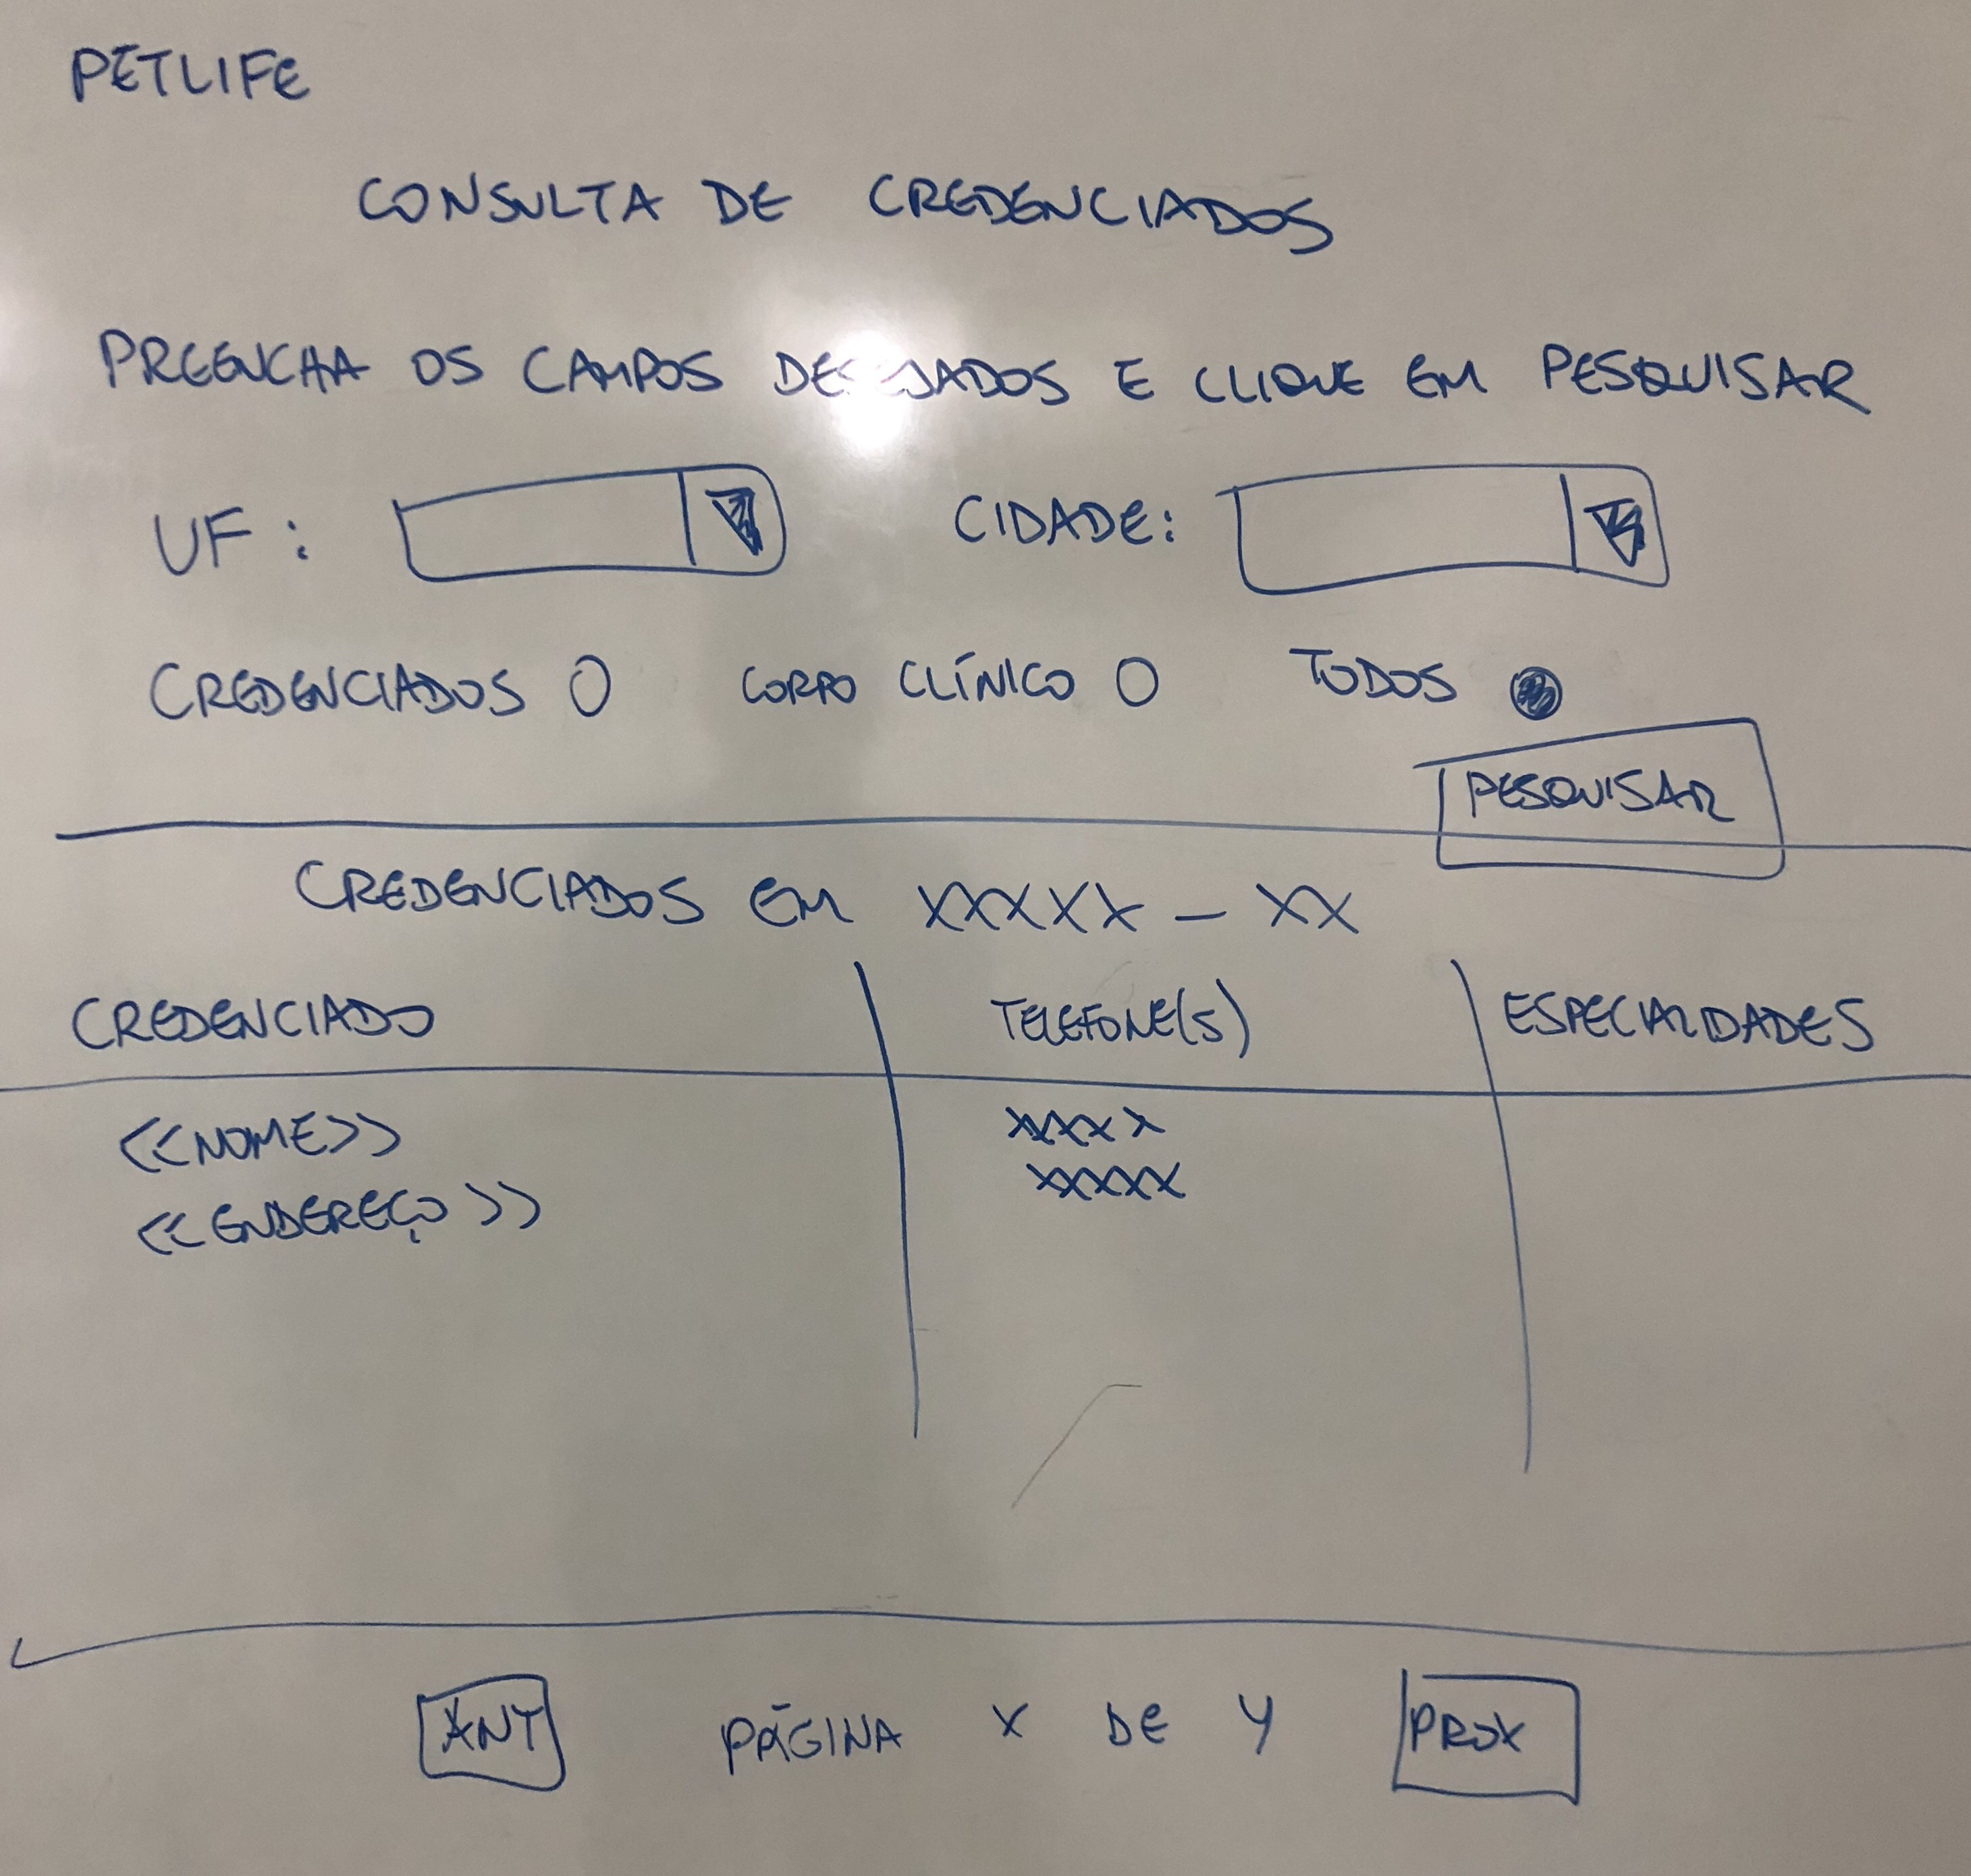 PETLIFE
CONSULTA DE CREDENCIADOS
PREENCHA OS CAMPOS DESEJADOS E CLIQUE EM PESQUISAR
UF: CIDADE:
CREDENCIADOS CORPO CLÍNICO TODOS
PESQUISAR
CREDENCIADOS EM XXXXX - XX
CREDENCIADO TELEFONE(S) ESPECIALIDADES
<<NOME>> XXXXX
<<ENDEREÇO>> XXXXX
ANT PÁGINA X DE Y PROX